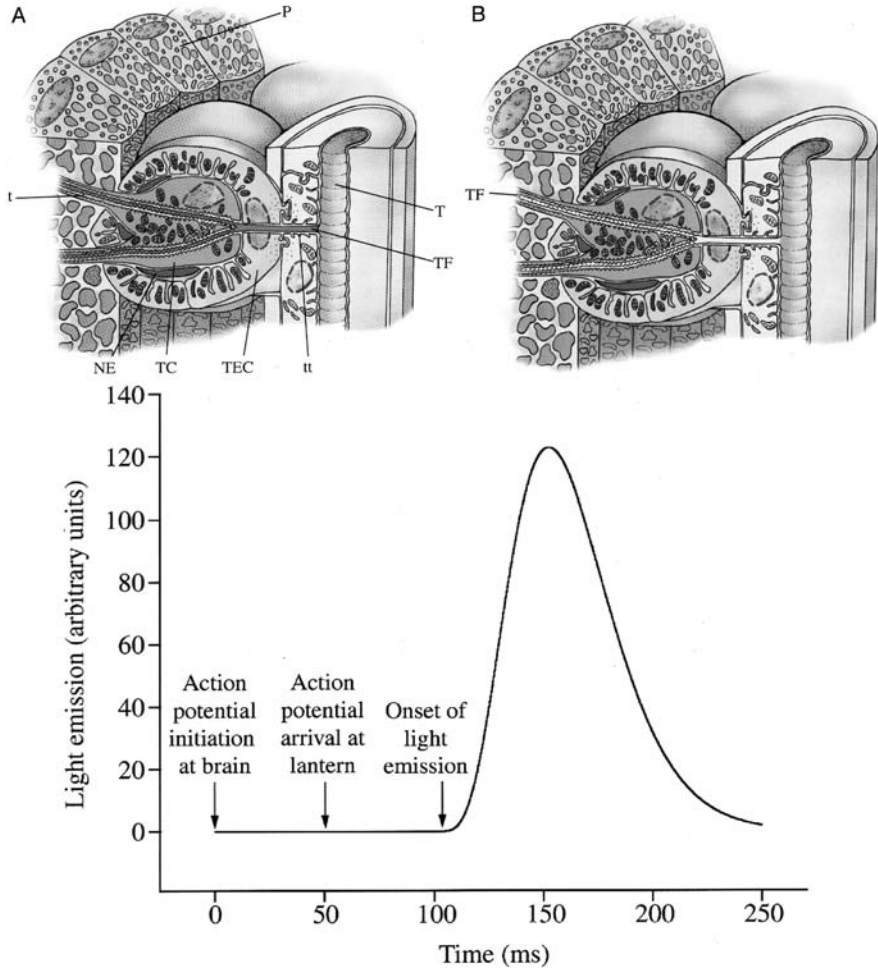 A
P
t
T
TF
NE
TC
TEC
tt
B
TF
140
120
100
80
60
40
20
0
Light emission (arbitrary units)
Action
potential
initiation
at brain
Action
potential
arrival at
lantern
Onset of
light
emission
0
50
100
150
200
250
Time (ms)